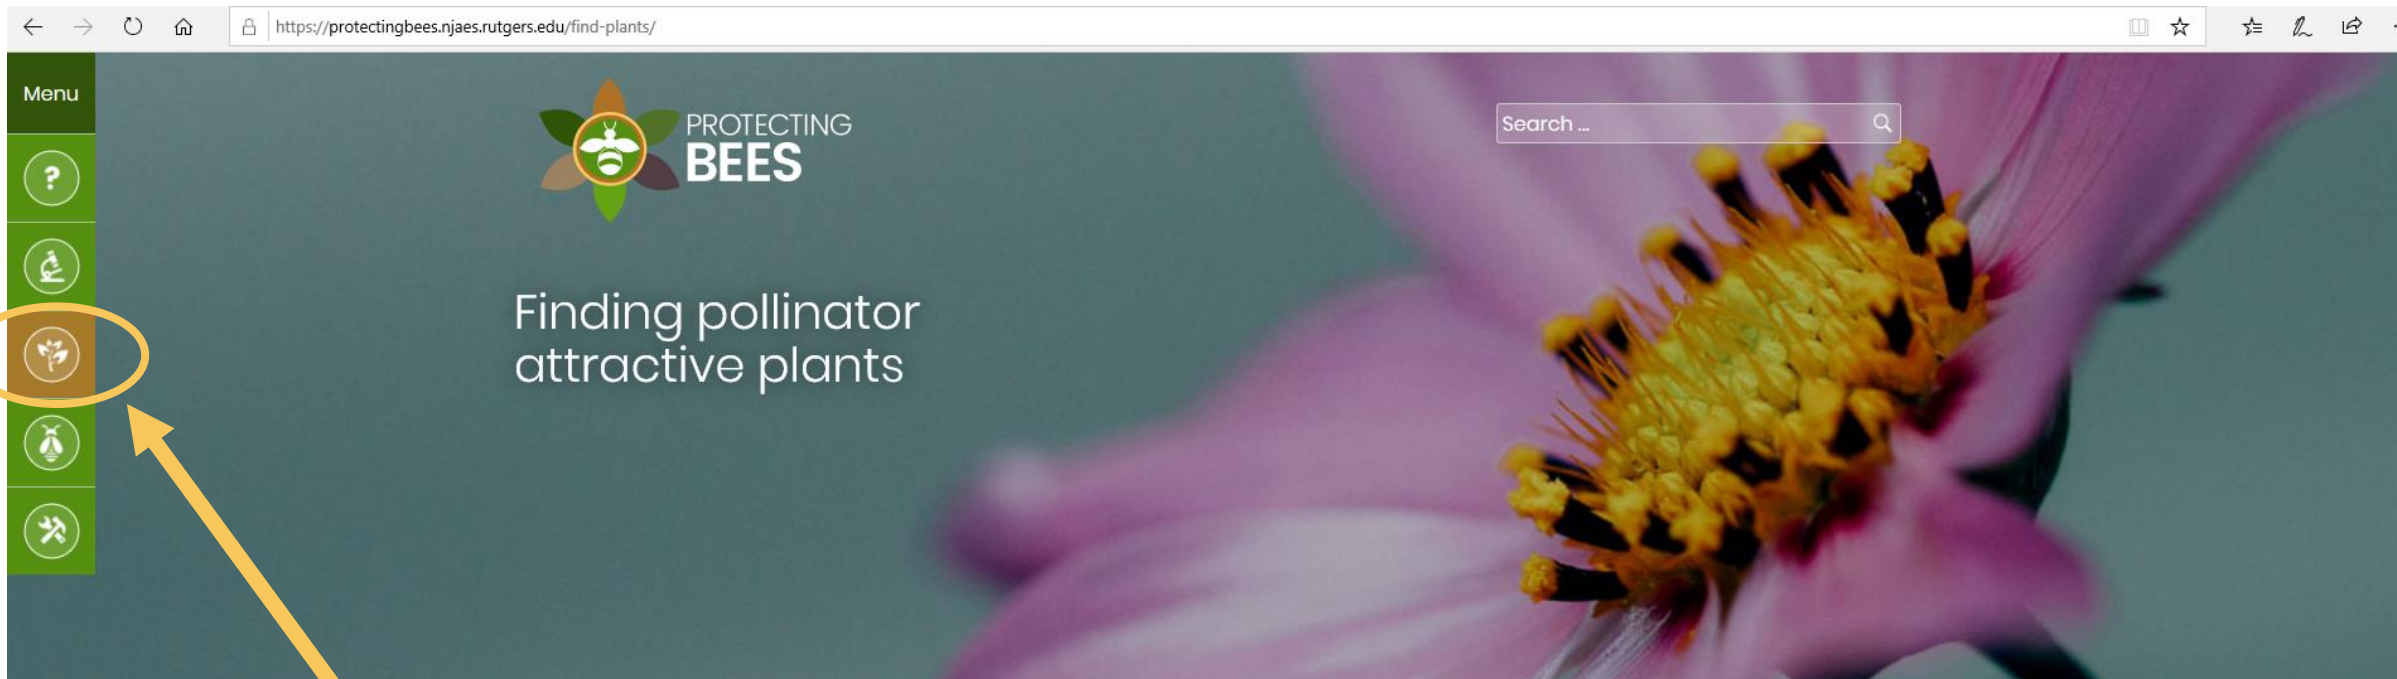 https://protectingbees.njaes.rutgers.edu/find-plants/
Menu
?
PROTECTING
BEES
Search ...
Finding pollinator
attractive plants